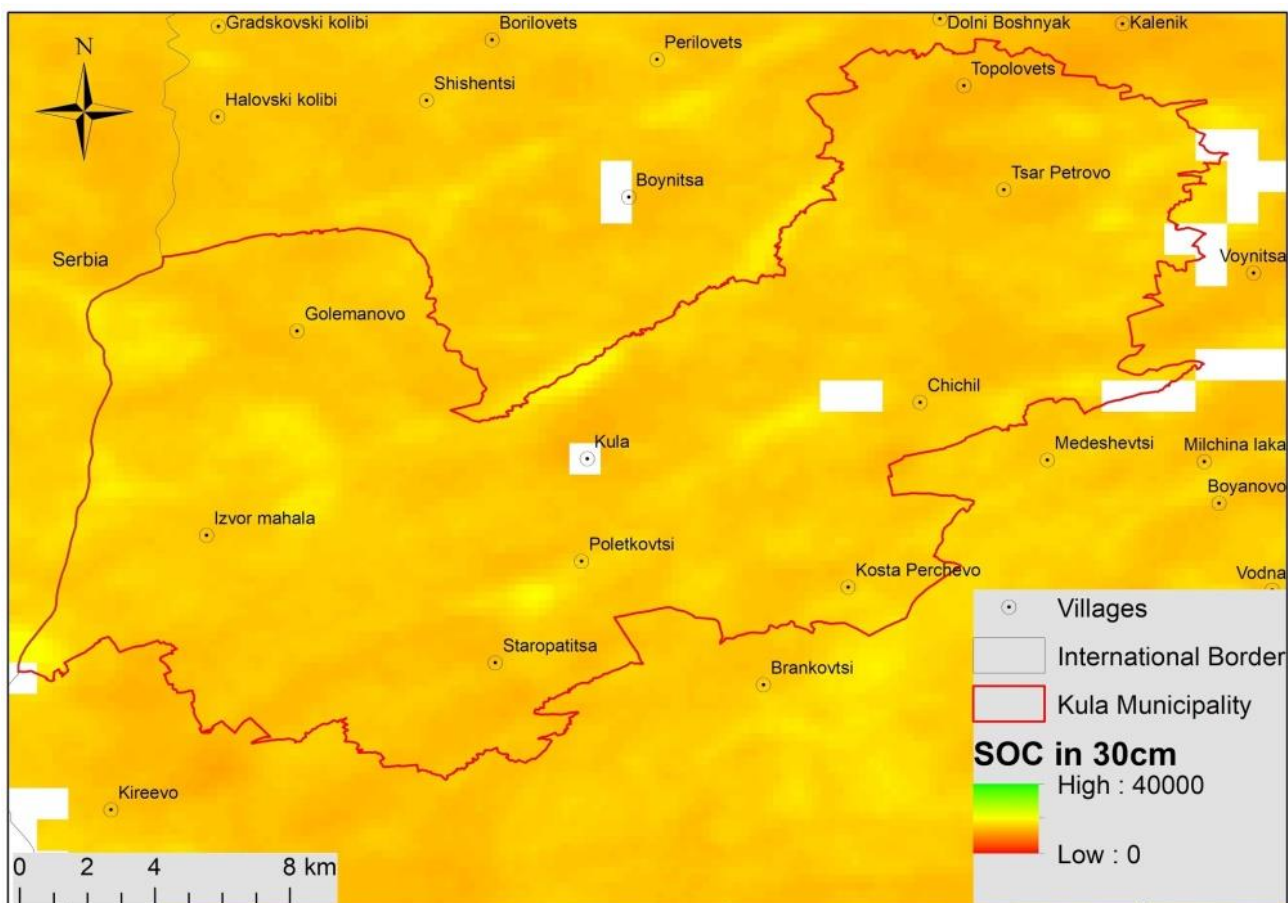 Gradskovski kolibi
Borilovets
Dolni Boshnyak
Kalenik
N
Perilovets
Shishentsi
Topolovets
Halovski kolibi
Boynitsa
Tsar Petrovo
Serbia
Voynitsa
Golemanovo
Chichil
Kula
Medeshevtsi
Milchina laka
Boyanovo
Izvor mahala
Poletkovtsi
Kosta Perchevo
Vodna
Staropatitsa
Brankovtsi
Kireevo
Villages
International Border
Kula Municipality
SOC in 30cm
High : 40000
Low : 0
0 2 4 8 km